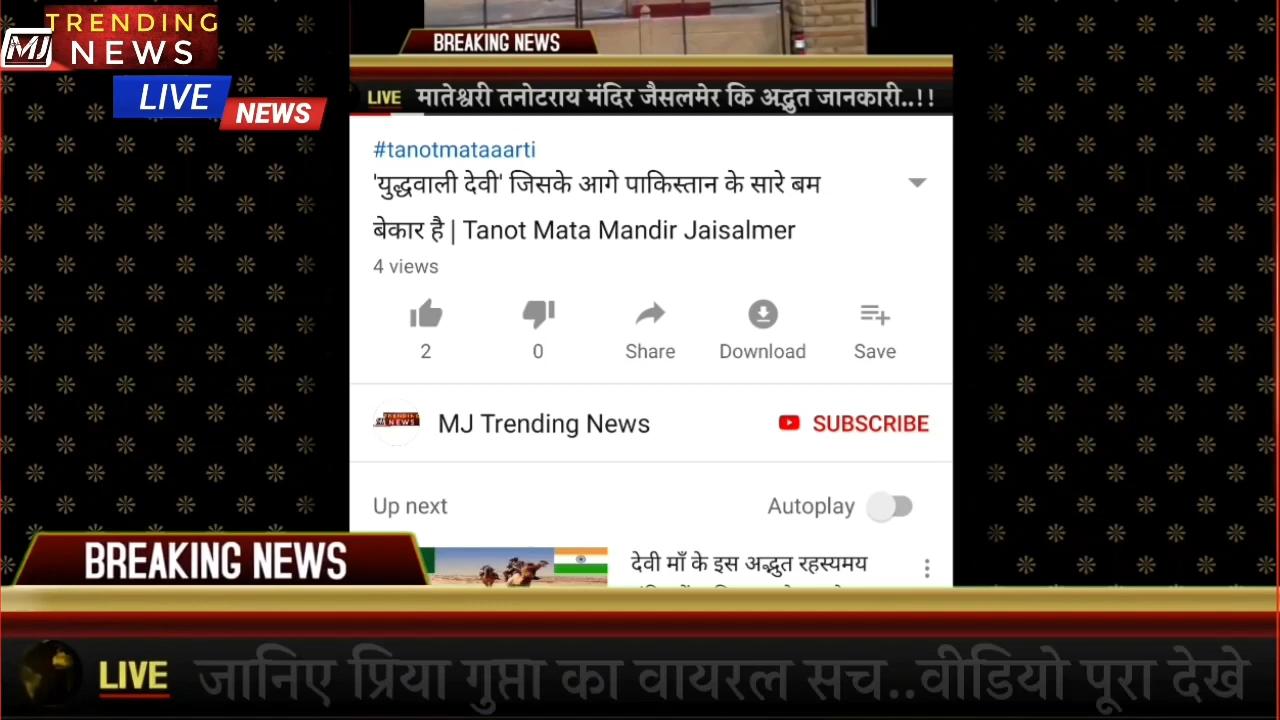 TRENDING
MJ NEWS
LIVE
NEWS
BREAKING NEWS
LIVE मातेश्वरी तनोटराय मंदिर जैसलमेर कि अद्भुत जानकारी..!!
#tanotmataaarti
'युद्धवाली देवी' जिसके आगे पाकिस्तान के सारे बम
बेकार है | Tanot Mata Mandir Jaisalmer
4 views
2 0 Share Download Save
MJ Trending News SUBSCRIBE
Up next Autoplay
देवी माँ के इस अद्भुत रहस्यमय
BREAKING NEWS
LIVE जानिए प्रिया गुप्ता का वायरल सच..वीडियो पूरा देखे